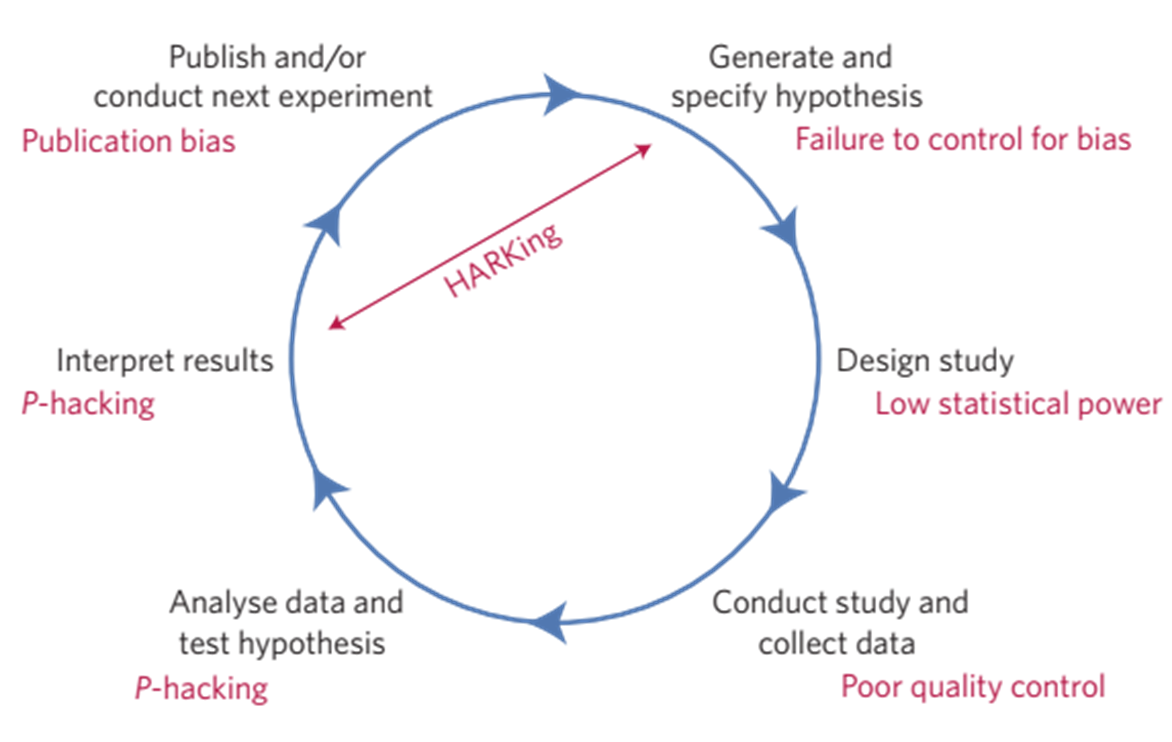 Publish and/or
conduct next experiment
Publication bias
Generate and
specify hypothesis
Failure to control for bias
HARKing
Interpret results
P-hacking
Design study
Low statistical power
Analyse data and
test hypothesis
P-hacking
Conduct study and
collect data
Poor quality control